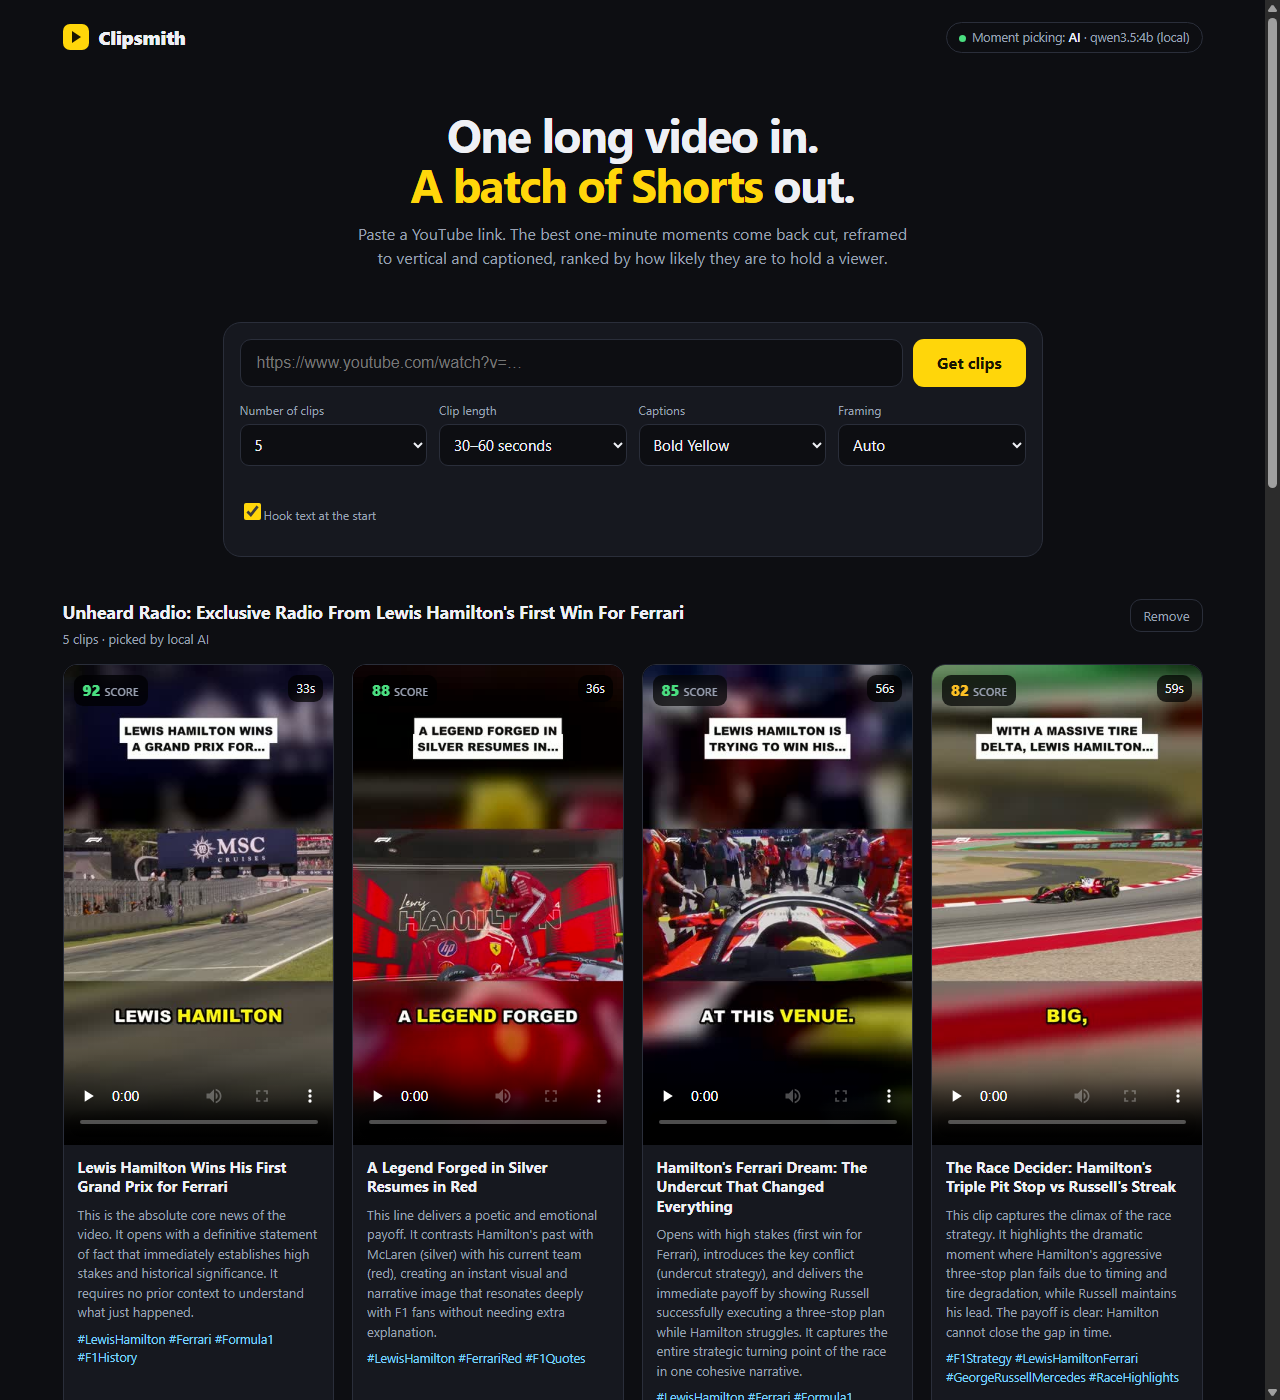 Clipsmith
Moment picking: AI · qwen3.5:4b (local)
One long video in.
A batch of Shorts out.
Paste a YouTube link. The best one-minute moments come back cut, reframed
to vertical and captioned, ranked by how likely they are to hold a viewer.
https://www.youtube.com/watch?v=…
Get clips
Number of clips
Clip length
Captions
Framing
5
30–60 seconds
Bold Yellow
Auto
Hook text at the start
Unheard Radio: Exclusive Radio From Lewis Hamilton's First Win For Ferrari
Remove
5 clips · picked by local AI
92 SCORE
33s
LEWIS HAMILTON WINS
A GRAND PRIX FOR...
MSC
CRUISES
LEWIS HAMILTON
0:00
Lewis Hamilton Wins His First
Grand Prix for Ferrari
This is the absolute core news of the
video. It opens with a definitive statement
of fact that immediately establishes high
stakes and historical significance. It
requires no prior context to understand
what just happened.
#LewisHamilton #Ferrari #Formula1
#F1History
88 SCORE
36s
A LEGEND FORGED IN
SILVER RESUMES IN...
Lewis
HAMILTON
hp
A LEGEND FORGED
0:00
A Legend Forged in Silver
Resumes in Red
This line delivers a poetic and emotional
payoff. It contrasts Hamilton's past with
McLaren (silver) with his current team
(red), creating an instant visual and
narrative image that resonates deeply
with F1 fans without needing extra
explanation.
#LewisHamilton #FerrariRed #F1Quotes
85 SCORE
56s
LEWIS HAMILTON IS
TRYING TO WIN HIS...
AT THIS VENUE.
0:00
Hamilton's Ferrari Dream: The
Undercut That Changed
Everything
Opens with high stakes (first win for
Ferrari), introduces the key conflict
(undercut strategy), and delivers the
immediate payoff by showing Russell
successfully executing a three-stop plan
while Hamilton struggles. It captures the
entire strategic turning point of the race
in one cohesive narrative.
#LewisHamilton #Ferrari #Formula1
82 SCORE
59s
WITH A MASSIVE TIRE
DELTA, LEWIS HAMILTON...
BIG,
0:00
The Race Decider: Hamilton's
Triple Pit Stop vs Russell's Streak
This clip captures the climax of the race
strategy. It highlights the dramatic
moment where Hamilton's aggressive
three-stop plan fails due to timing and
tire degradation, while Russell maintains
his lead. The payoff is clear: Hamilton
cannot close the gap in time.
#F1Strategy #LewisHamiltonFerrari
#GeorgeRussellMercedes #RaceHighlights